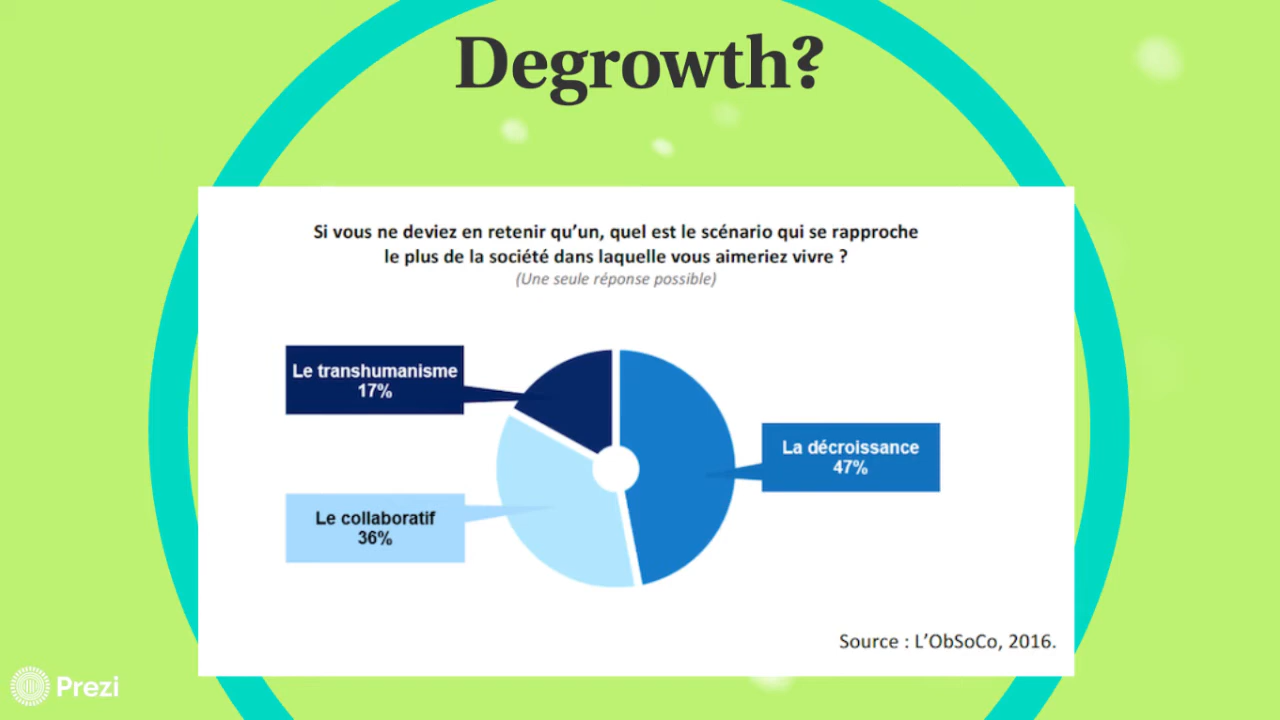 Degrowth?
Si vous ne deviez en retenir qu’un, quel est le scénario qui se rapproche
le plus de la société dans laquelle vous aimeriez vivre ?
(Une seule réponse possible)
Le transhumanisme
17%
La décroissance
47%
Le collaboratif
36%
Source : L’ObSoCo, 2016.
Prezi